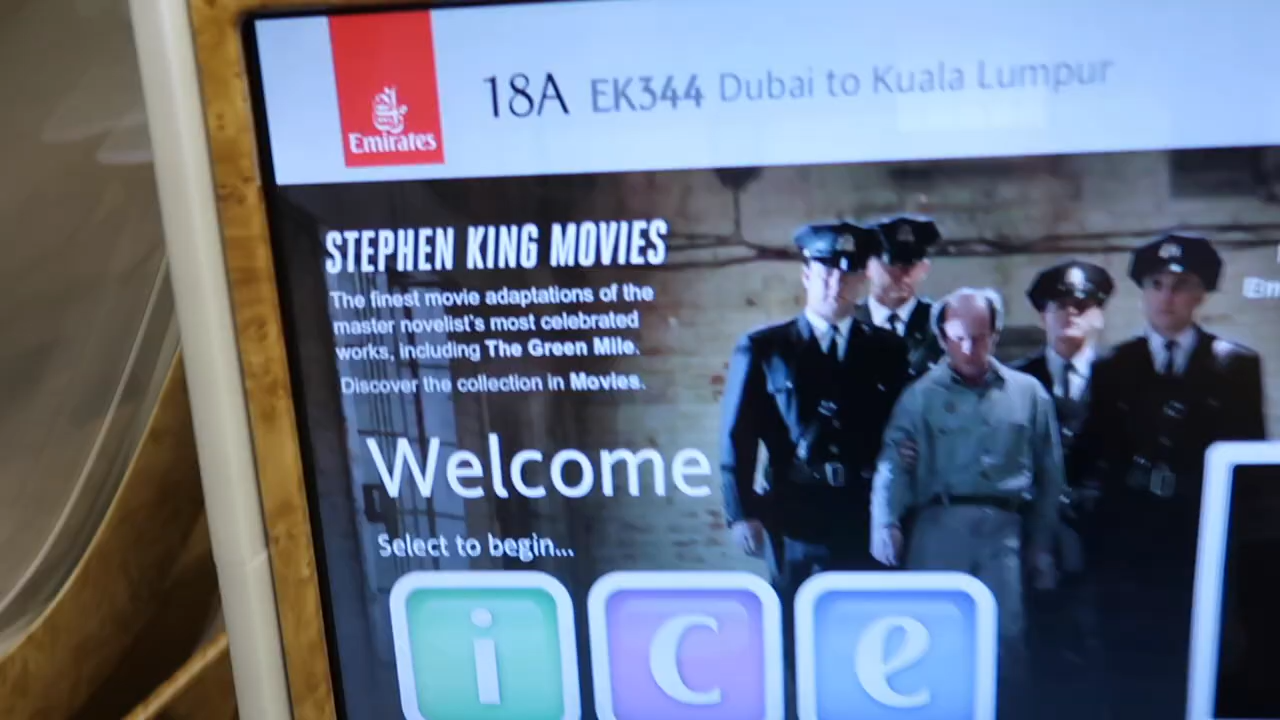 Emirates
18A EK344 Dubai to Kuala Lumpur
STEPHEN KING MOVIES
The finest movie adaptations of the
master novelist's most celebrated
works, including The Green Mile.
Discover the collection in Movies.
Welcome
Select to begin...
i c e